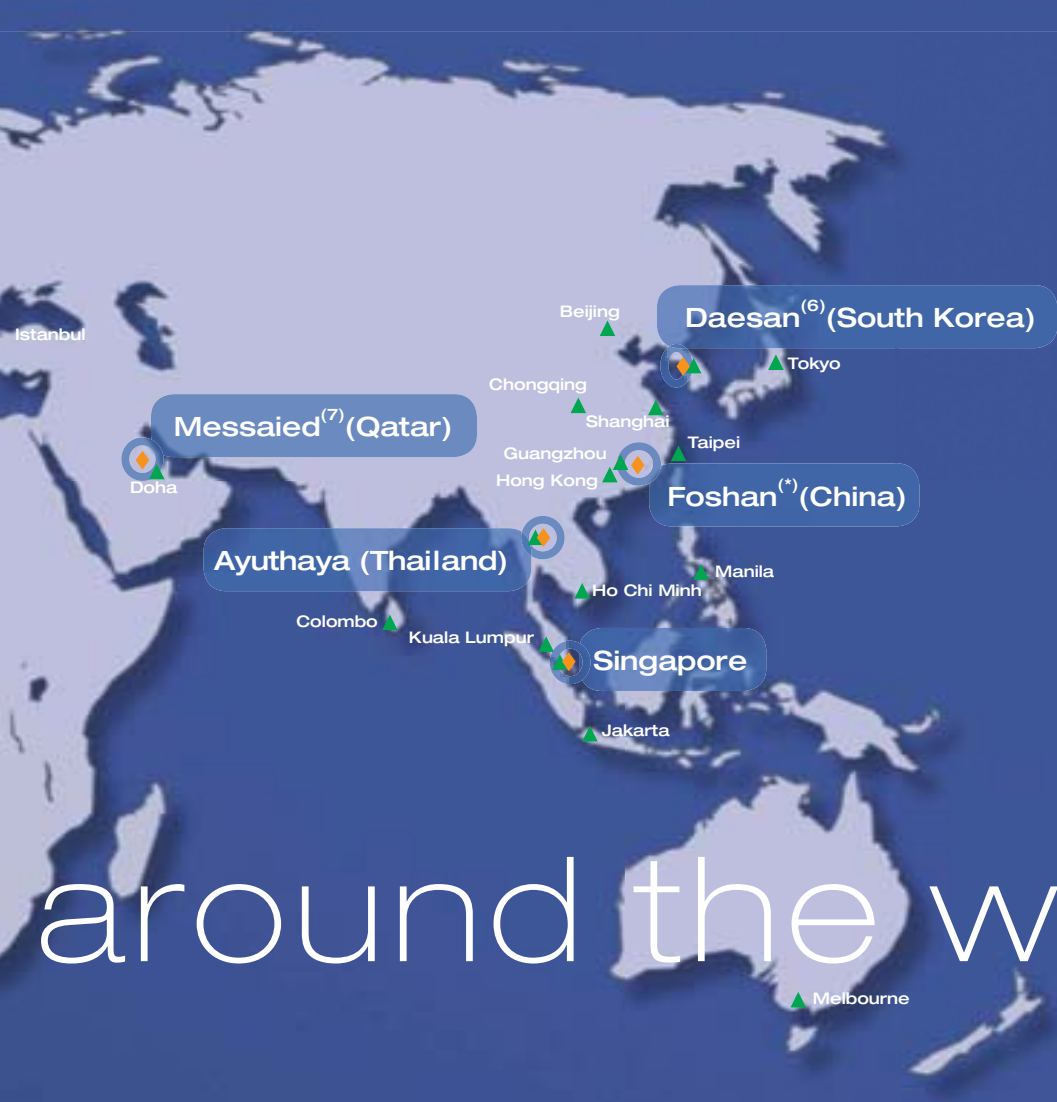 Beijing
Daesan(6)(South Korea)
Istanbul
Tokyo
Chongqing
Shanghai
Messaied(7)(Qatar)
Taipei
Guangzhou
Hong Kong
Doha
Foshan(*)(China)
Ayuthaya (Thailand)
Manila
Ho Chi Minh
Colombo
Kuala Lumpur
Singapore
Jakarta
around the w
Melbourne